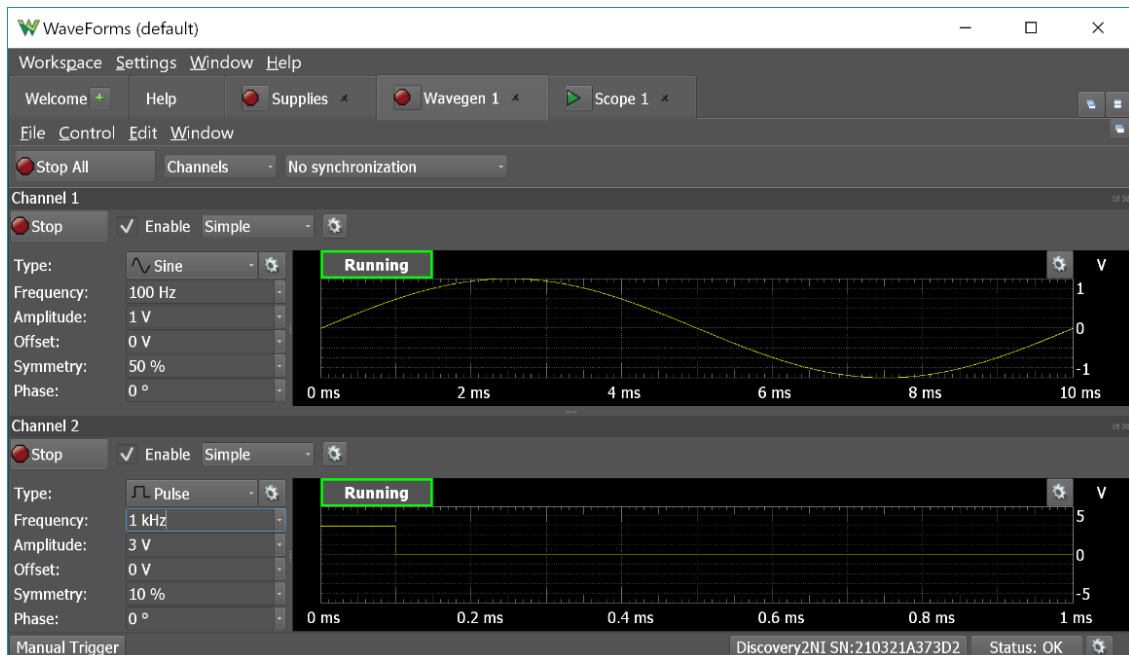 WaveForms (default)
Workspace Settings Window Help
Welcome + Help Supplies × Wavegen 1 × Scope 1 ×
File Control Edit Window
Stop All Channels No synchronization
Channel 1
Stop Enable Simple
Type: Sine Running V
Frequency: 100 Hz 1
Amplitude: 1 V
Offset: 0 V 0
Symmetry: 50 % -1
Phase: 0 ° 0 ms 2 ms 4 ms 6 ms 8 ms 10 ms
Channel 2
Stop Enable Simple
Type: Pulse Running V
Frequency: 1 kHz 5
Amplitude: 3 V
Offset: 0 V 0
Symmetry: 10 % -5
Phase: 0 ° 0 ms 0.2 ms 0.4 ms 0.6 ms 0.8 ms 1 ms
Manual Trigger Discovery2NI SN:210321A373D2 Status: OK